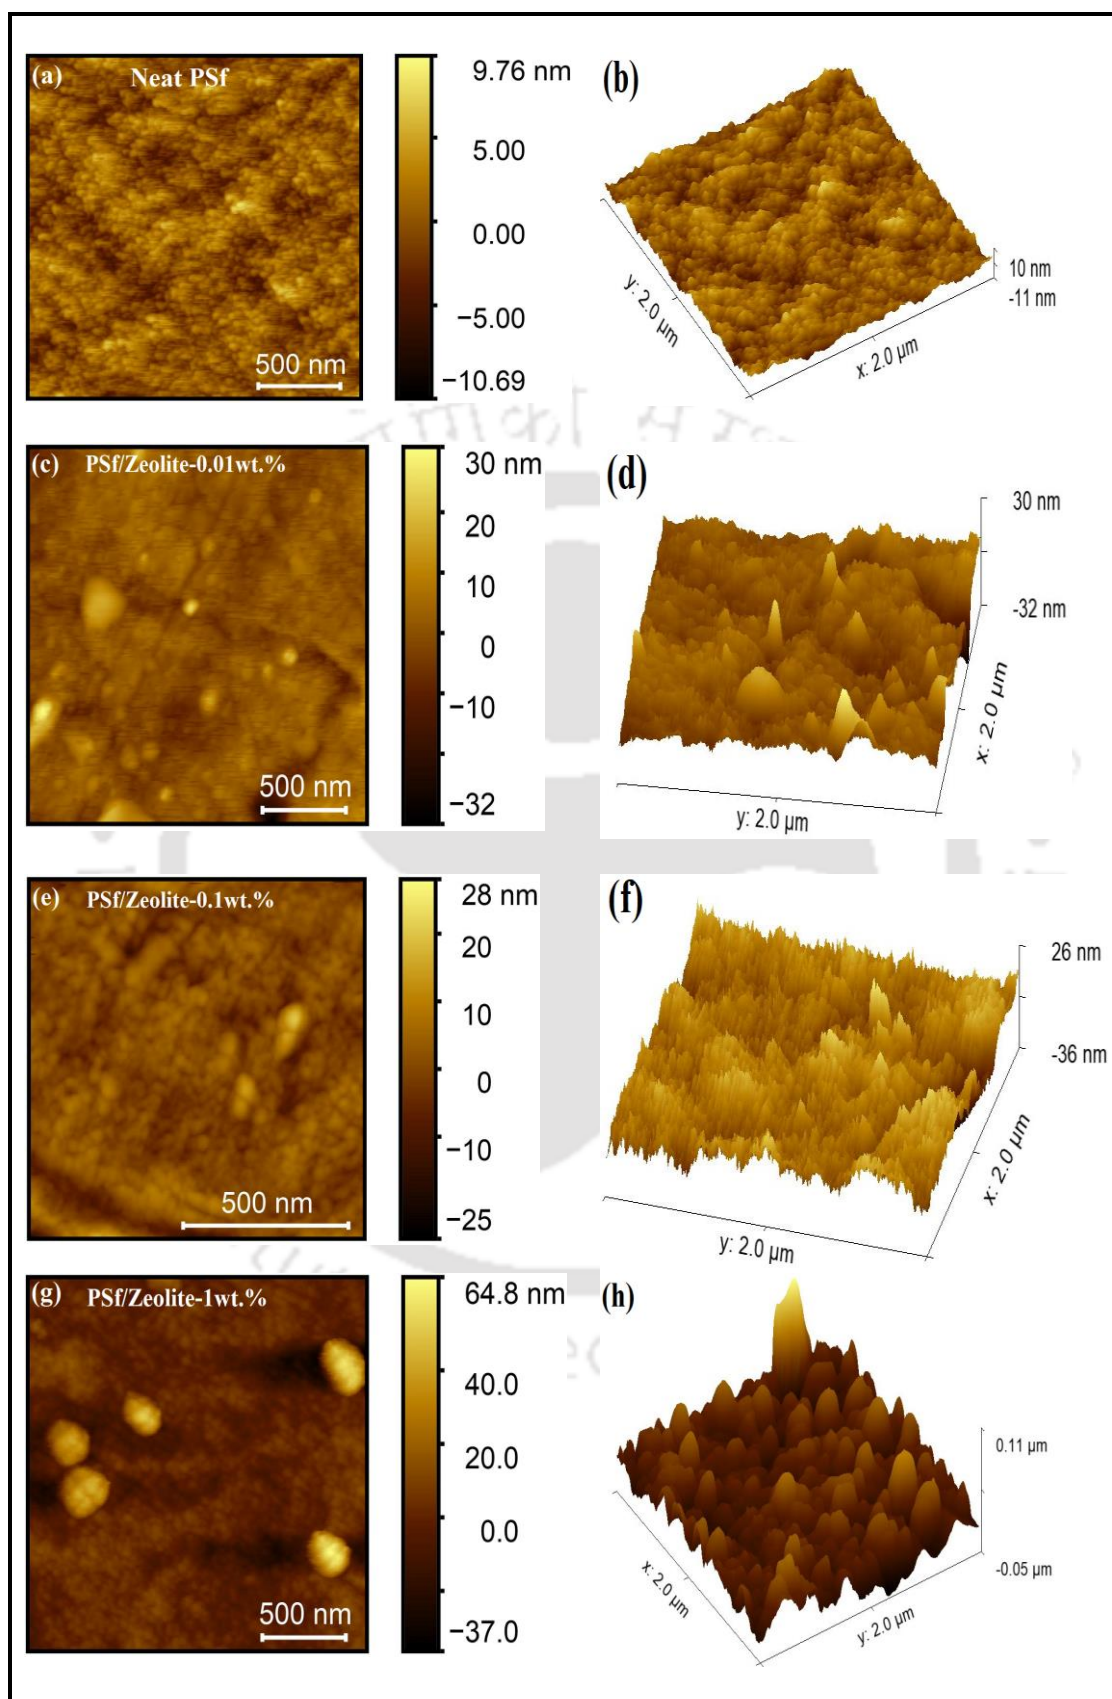 (a) Neat PSf
9.76 nm
5.00
0.00
−5.00
−10.69
500 nm
(b)
y: 2.0 µm
x: 2.0 µm
10 nm
-11 nm
(c) PSf/Zeolite-0.01wt.%
30 nm
20
10
0
−10
−32
500 nm
(d)
30 nm
-32 nm
x: 2.0 µm
y: 2.0 µm
(e) PSf/Zeolite-0.1wt.%
28 nm
20
10
0
−10
−25
500 nm
(f)
26 nm
-36 nm
x: 2.0 µm
y: 2.0 µm
(g) PSf/Zeolite-1wt.%
64.8 nm
40.0
20.0
0.0
−37.0
500 nm
(h)
0.11 µm
-0.05 µm
x: 2.0 µm
y: 2.0 µm